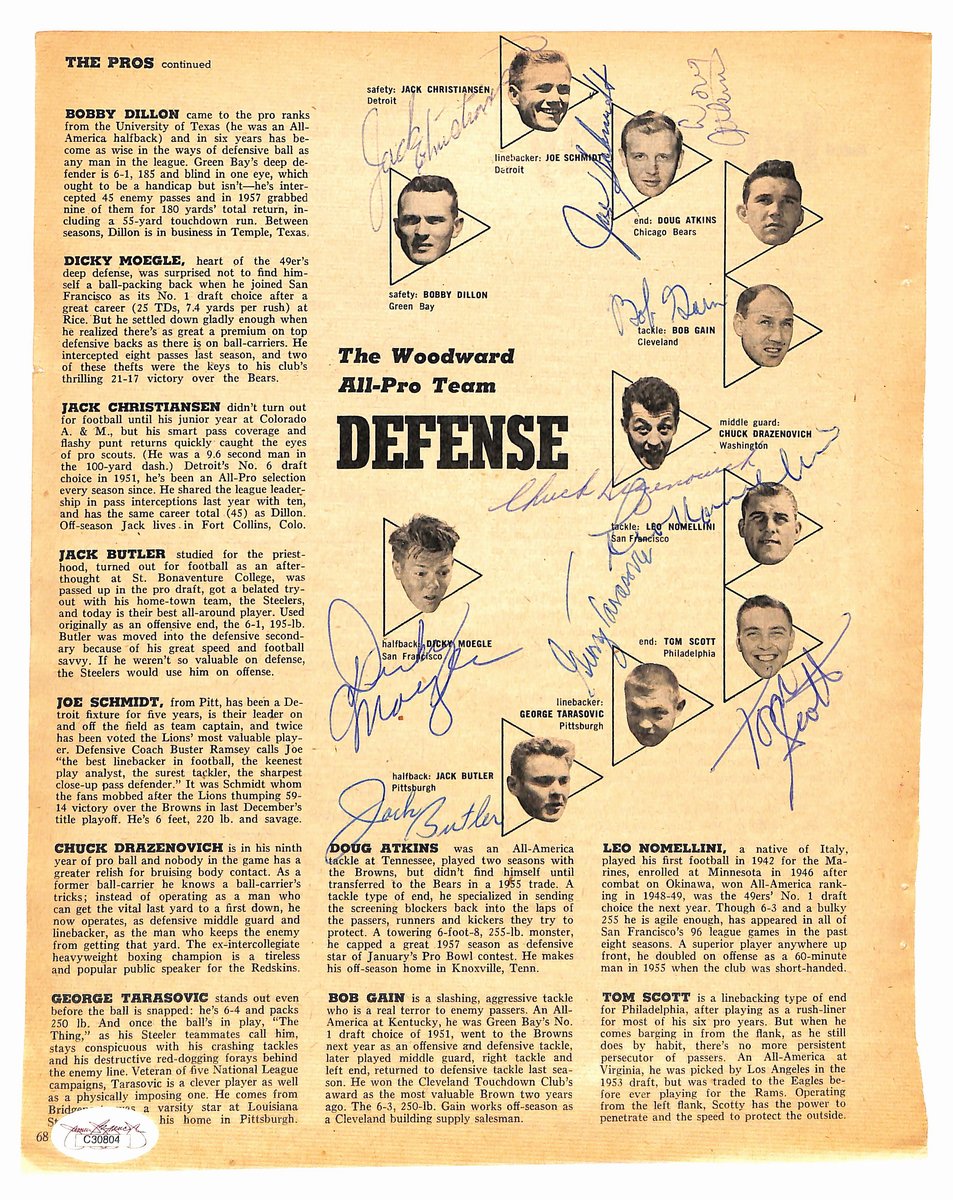 THE PROS continued
BOBBY DILLON came to the pro ranks
from the University of Texas (he was an All-
America halfback) and in six years has be-
come as wise in the ways of defensive ball as
any man in the league. Green Bay's deep de-
fender is 6-1, 185 and blind in one eye, which
ought to be a handicap but isn't—he's inter-
cepted 45 enemy passes and in 1957 grabbed
nine of them for 180 yards' total return, in-
cluding a 55-yard touchdown run. Between
seasons, Dillon is in business in Temple, Texas.
DICKY MOEGLE, heart of the 49er's
deep defense, was surprised not to find him-
self a ball-packing back when he joined San
Francisco as its No. 1 draft choice after a
great career (25 TDs, 7.4 yards per rush) at
Rice. But he settled down gladly enough when
he realized there's as great a premium on top
defensive backs as there is on ball-carriers. He
intercepted eight passes last season, and two
of these thefts were the keys to his club's
thrilling 21-17 victory over the Bears.
JACK CHRISTIANSEN didn't turn out
for football until his junior year at Colorado
A. & M., but his smart pass coverage and
flashy punt returns quickly caught the eyes
of pro scouts. (He was a 9.6 second man in
the 100-yard dash.) Detroit's No. 6 draft
choice in 1951, he's been an All-Pro selection
every season since. He shared the league leader-
ship in pass interceptions last year with ten,
and has the same career total (45) as Dillon.
Off-season Jack lives in Fort Collins, Colo.
JACK BUTLER studied for the priest-
hood, turned out for football as an after-
thought at St. Bonaventure College, was
passed up in the pro draft, got a belated try-
out with his home-town team, the Steelers,
and today is their best all-around player. Used
originally as an offensive end, the 6-1, 195-lb.
Butler was moved into the defensive second-
ary because of his great speed and football
savvy. If he weren't so valuable on defense,
the Steelers would use him on offense.
JOE SCHMIDT, from Pitt, has been a De-
troit fixture for five years, is their leader on
and off the field as team captain, and twice
has been voted the Lions' most valuable play-
er. Defensive Coach Buster Ramsey calls Joe
"the best linebacker in football, the keenest
play analyst, the surest tackler, the sharpest
close-up pass defender." It was Schmidt whom
the fans mobbed after the Lions thumping 59-
14 victory over the Browns in last December's
title playoff. He's 6 feet, 220 lb. and savage.
CHUCK DRAZENOVICH is in his ninth
year of pro ball and nobody in the game has a
greater relish for bruising body contact. As a
former ball-carrier he knows a ball-carrier's
tricks; instead of operating as a man who
can get the vital last yard to a first down, he
now operates, as defensive middle guard and
linebacker, as the man who keeps the enemy
from getting that yard. The ex-intercollegiate
heavyweight boxing champion is a tireless
and popular public speaker for the Redskins.
GEORGE TARASOVIC stands out even
before the ball is snapped: he's 6-4 and packs
250 lb. And once the ball's in play, "The
Thing," as his Steeler teammates call him,
stays conspicuous with his crashing tackles
and his destructive red-dogging forays behind
the enemy line. Veteran of five National League
campaigns, Tarasovic is a clever player as well
as a physically imposing one. He comes from
a varsity star at Louisiana
his home in Pittsburgh.
68
C30804
safety: JACK CHRISTIANSEN
Detroit
Jack Christiansen
linebacker: JOE SCHMIDT
Detroit
Joe Schmidt
Doug
Atkins
end: DOUG ATKINS
Chicago Bears
safety: BOBBY DILLON
Green Bay
Bob Gain
tackle: BOB GAIN
Cleveland
The Woodward
All-Pro Team
DEFENSE
middle guard:
CHUCK DRAZENOVICH
Washington
Chuck Drazenovich
Leo Nomellini
tackle: LEO NOMELLINI
San Francisco
George Tarasovic
halfback: DICKY MOEGLE
San Francisco
Dicky
Moegle
end: TOM SCOTT
Philadelphia
Tom
Scott
linebacker:
GEORGE TARASOVIC
Pittsburgh
halfback: JACK BUTLER
Pittsburgh
Jack Butler
DOUG ATKINS was an All-America
tackle at Tennessee, played two seasons with
the Browns, but didn't find himself until
transferred to the Bears in a 1955 trade. A
tackle type of end, he specialized in sending
the screening blockers back into the laps of
the passers, runners and kickers they try to
protect. A towering 6-foot-8, 255-lb. monster,
he capped a great 1957 season as defensive
star of January's Pro Bowl contest. He makes
his off-season home in Knoxville, Tenn.
BOB GAIN is a slashing, aggressive tackle
who is a real terror to enemy passers. An All-
America at Kentucky, he was Green Bay's No.
1 draft choice of 1951, went to the Browns
next year as an offensive and defensive tackle,
later played middle guard, right tackle and
left end, returned to defensive tackle last sea-
son. He won the Cleveland Touchdown Club's
award as the most valuable Brown two years
ago. The 6-3, 250-lb. Gain works off-season as
a Cleveland building supply salesman.
LEO NOMELLINI, a native of Italy,
played his first football in 1942 for the Ma-
rines, enrolled at Minnesota in 1946 after
combat on Okinawa, won All-America rank-
ing in 1948-49, was the 49ers' No. 1 draft
choice the next year. Though 6-3 and a bulky
255 he is agile enough, has appeared in all of
San Francisco's 96 league games in the past
eight seasons. A superior player anywhere up
front, he doubled on offense as a 60-minute
man in 1955 when the club was short-handed.
TOM SCOTT is a linebacking type of end
for Philadelphia, after playing as a rush-liner
for most of his six pro years. But when he
comes barging in from the flank, as he still
does by habit, there's no more persistent
persecutor of passers. An All-America at
Virginia, he was picked by Los Angeles in the
1953 draft, but was traded to the Eagles be-
fore ever playing for the Rams. Operating
from the left flank, Scotty has the power to
penetrate and the speed to protect the outside.